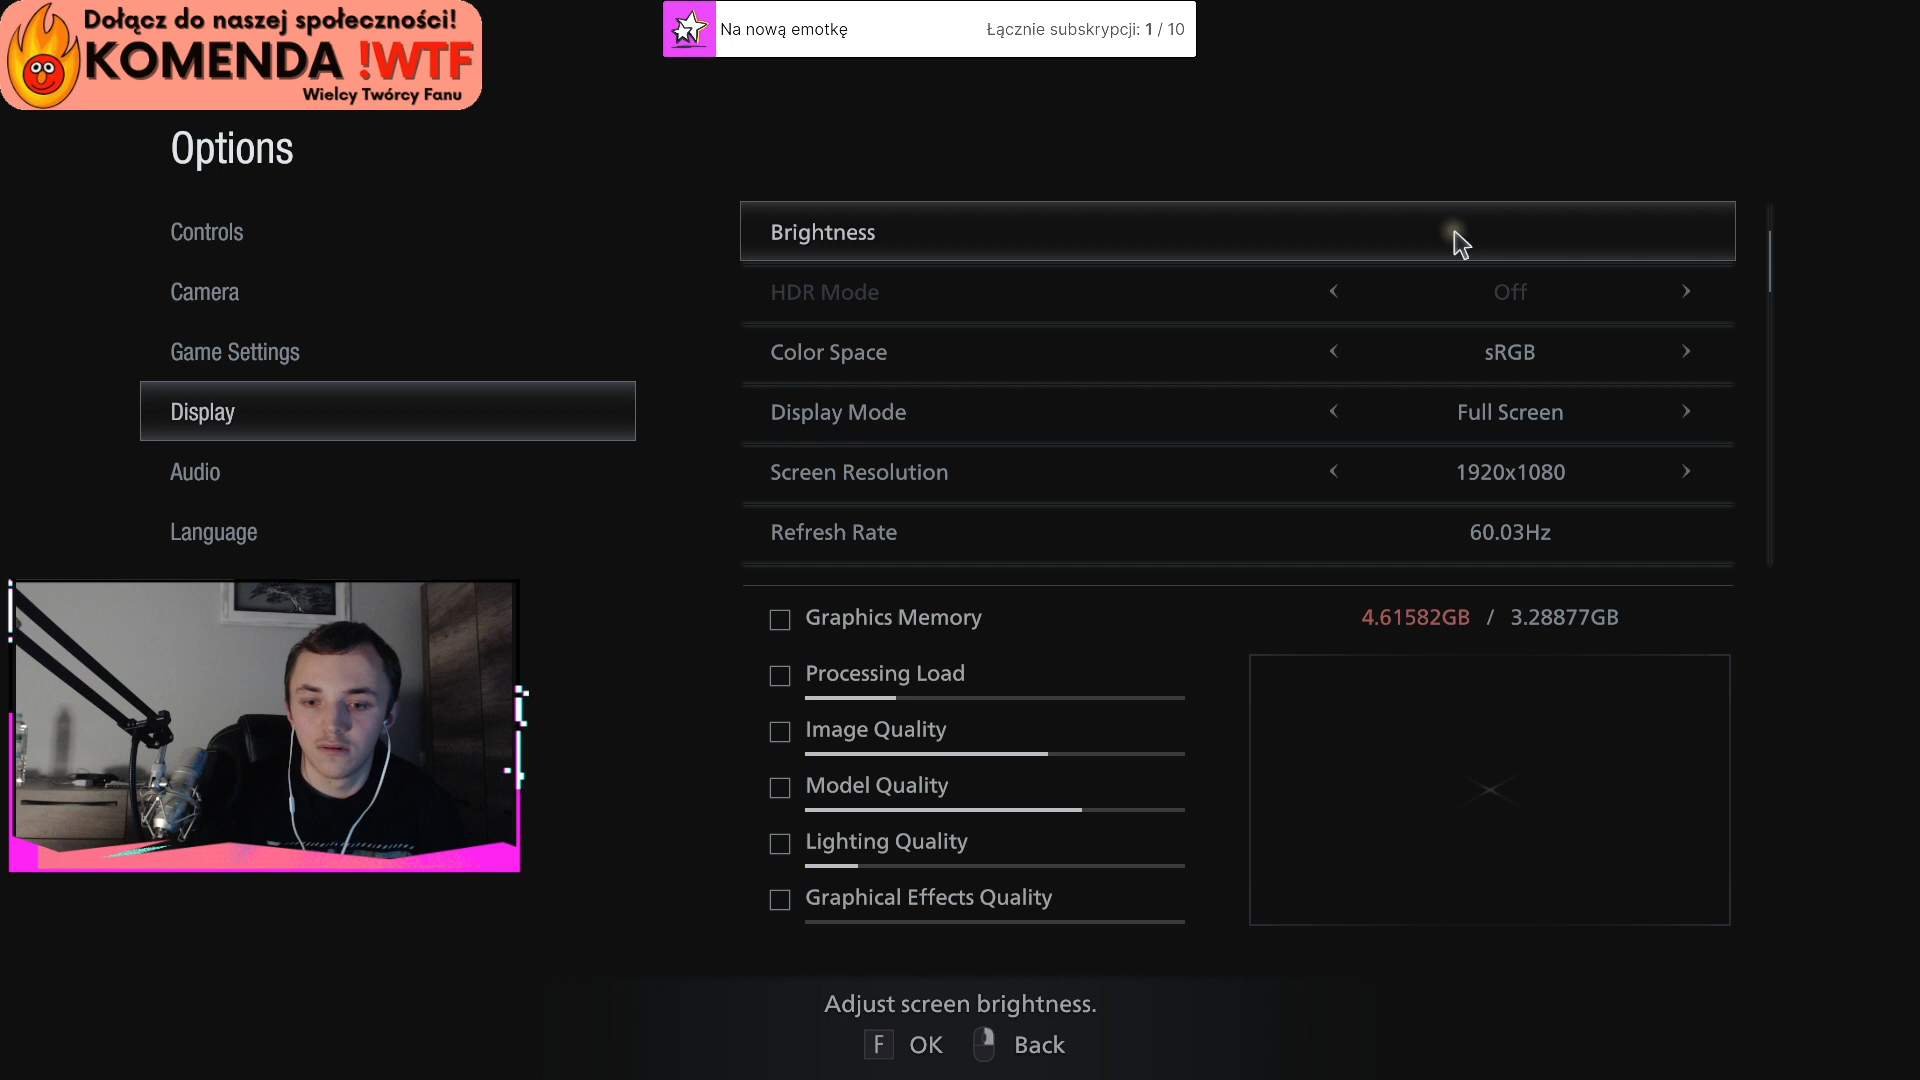 Dołącz do naszej społeczności!
KOMENDA !WTF
Wielcy Twórcy Fanu
Na nową emotkę
Łącznie subskrypcji: 1 / 10
Options
Controls
Camera
Game Settings
Display
Audio
Language
Brightness
HDR Mode Off
Color Space sRGB
Display Mode Full Screen
Screen Resolution 1920x1080
Refresh Rate 60.03Hz
Graphics Memory 4.61582GB / 3.28877GB
Processing Load
Image Quality
Model Quality
Lighting Quality
Graphical Effects Quality
Adjust screen brightness.
F OK Back